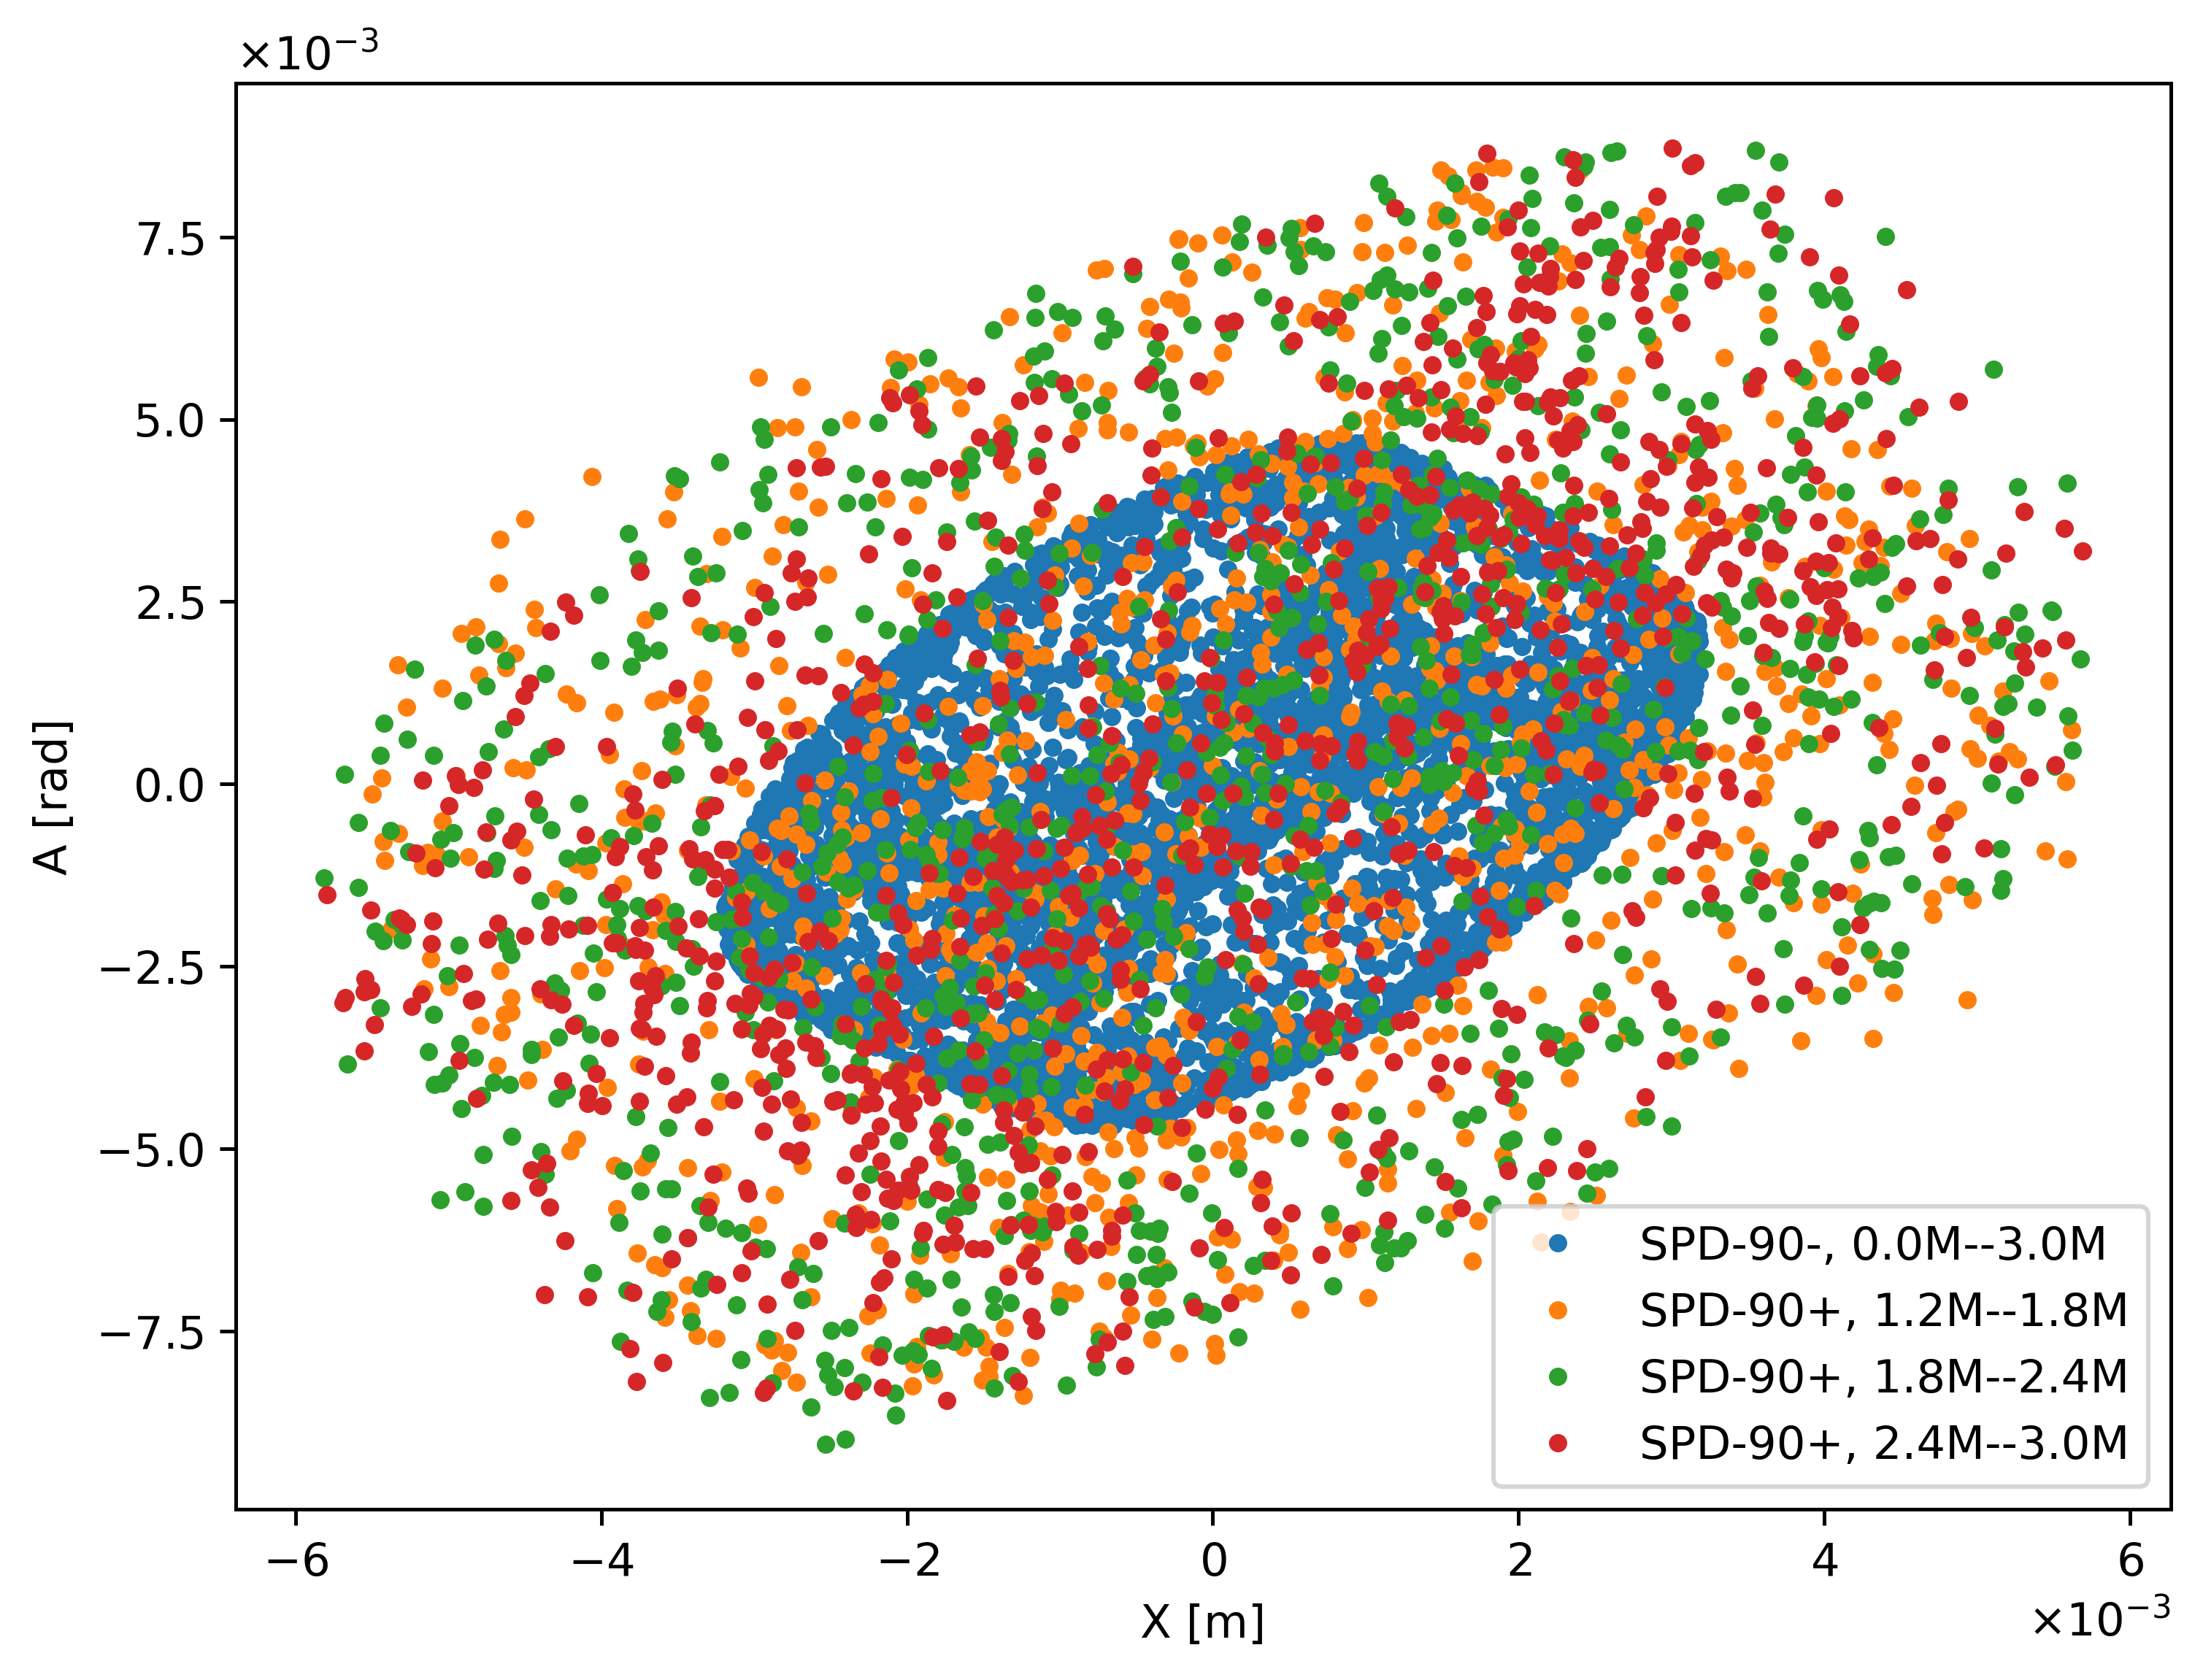 ×10⁻³
7.5
5.0
2.5
0.0
−2.5
−5.0
−7.5
A [rad]
SPD-90-, 0.0M--3.0M
SPD-90+, 1.2M--1.8M
SPD-90+, 1.8M--2.4M
SPD-90+, 2.4M--3.0M
−6 −4 −2 0 2 4 6
X [m]
×10⁻³